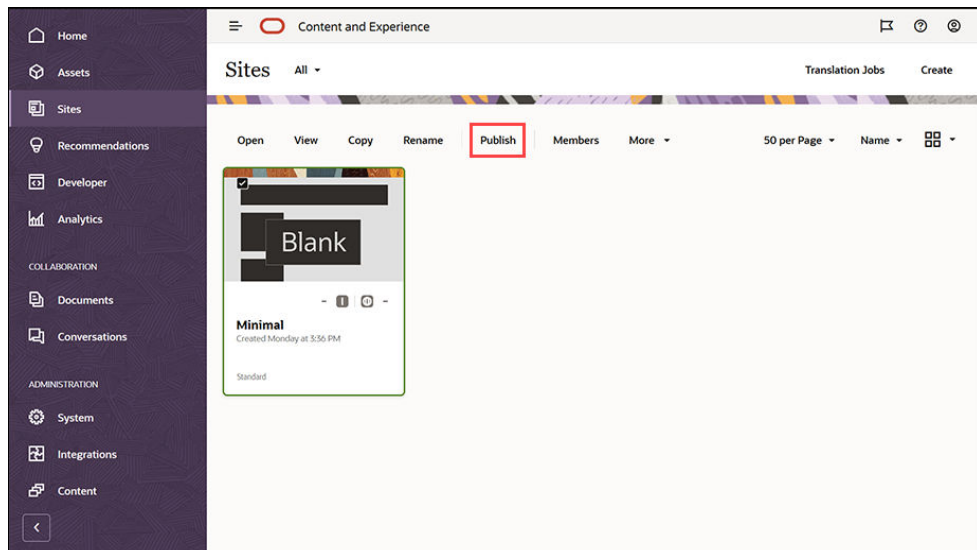 Home
Assets
Sites
Recommendations
Developer
Analytics
COLLABORATION
Documents
Conversations
ADMINISTRATION
System
Integrations
Content
Content and Experience
Sites All
Translation Jobs Create
Open View Copy Rename Publish Members More 50 per Page Name
Blank
Minimal
Created Monday at 3:36 PM
Standard